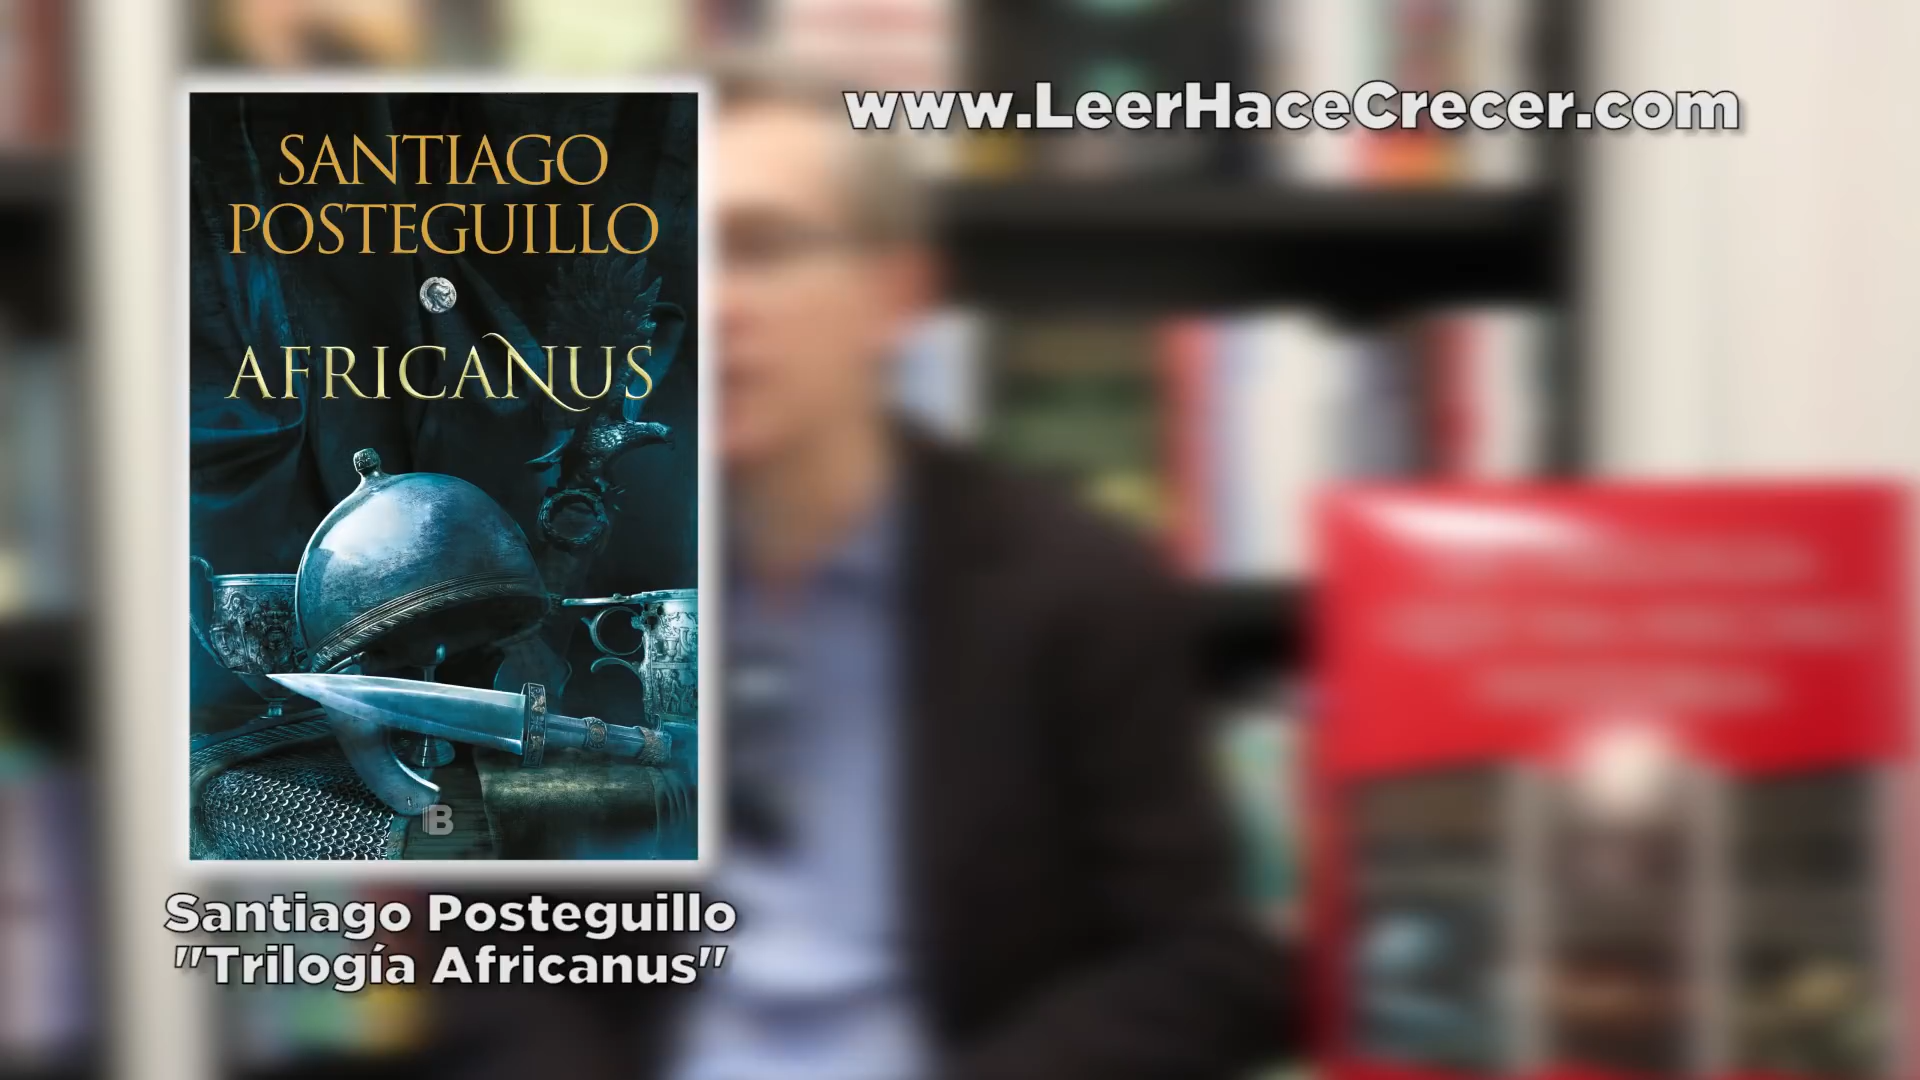 www.LeerHaceCrecer.com
SANTIAGO
POSTEGUILLO
AFRICANUS
B
Santiago Posteguillo
"Trilogía Africanus"